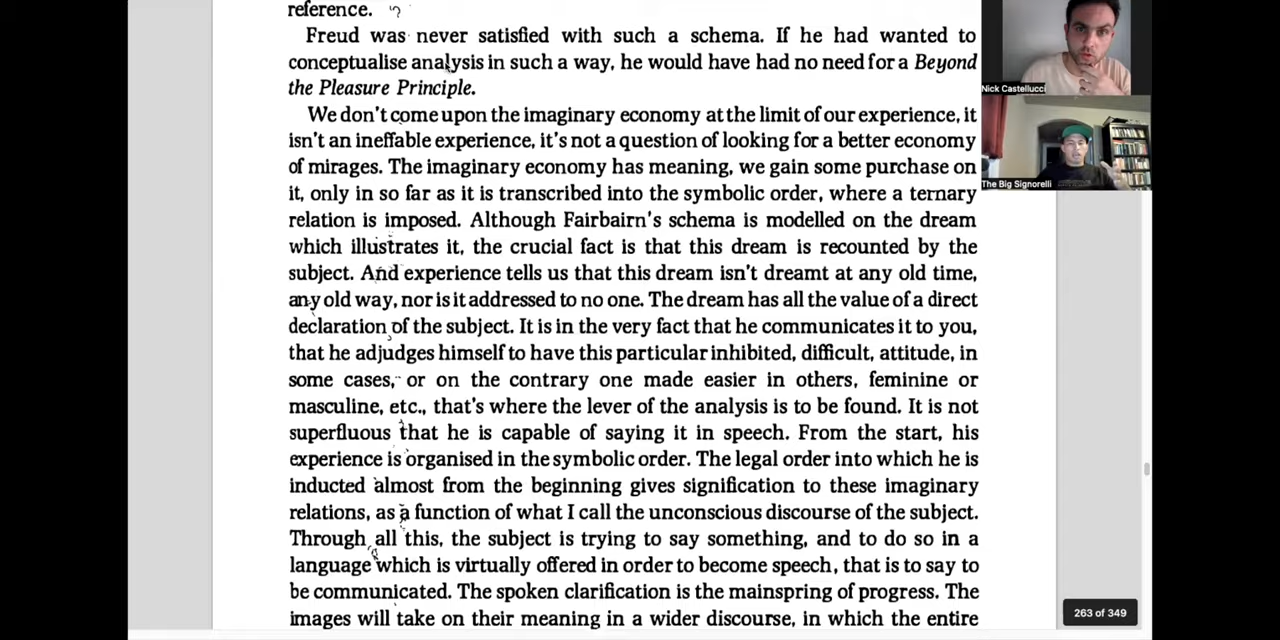 reference.
Freud was never satisfied with such a schema. If he had wanted to
conceptualise analysis in such a way, he would have had no need for a Beyond
the Pleasure Principle.
We don't come upon the imaginary economy at the limit of our experience, it
isn't an ineffable experience, it's not a question of looking for a better economy
of mirages. The imaginary economy has meaning, we gain some purchase on
it, only in so far as it is transcribed into the symbolic order, where a ternary
relation is imposed. Although Fairbairn's schema is modelled on the dream
which illustrates it, the crucial fact is that this dream is recounted by the
subject. And experience tells us that this dream isn't dreamt at any old time,
any old way, nor is it addressed to no one. The dream has all the value of a direct
declaration of the subject. It is in the very fact that he communicates it to you,
that he adjudges himself to have this particular inhibited, difficult, attitude, in
some cases, or on the contrary one made easier in others, feminine or
masculine, etc., that's where the lever of the analysis is to be found. It is not
superfluous that he is capable of saying it in speech. From the start, his
experience is organised in the symbolic order. The legal order into which he is
inducted almost from the beginning gives signification to these imaginary
relations, as a function of what I call the unconscious discourse of the subject.
Through all this, the subject is trying to say something, and to do so in a
language which is virtually offered in order to become speech, that is to say to
be communicated. The spoken clarification is the mainspring of progress. The
images will take on their meaning in a wider discourse, in which the entire
Nick Castellucci
The Big Signorelli
263 of 349